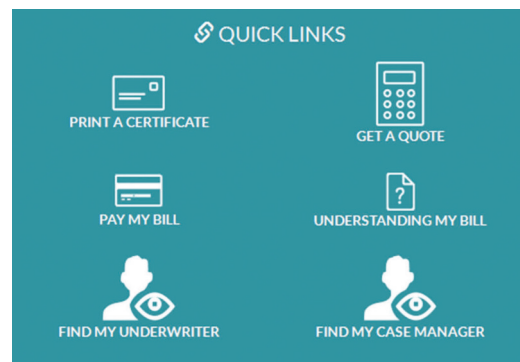 QUICK LINKS
PRINT A CERTIFICATE
GET A QUOTE
PAY MY BILL
?
UNDERSTANDING MY BILL
FIND MY UNDERWRITER
FIND MY CASE MANAGER